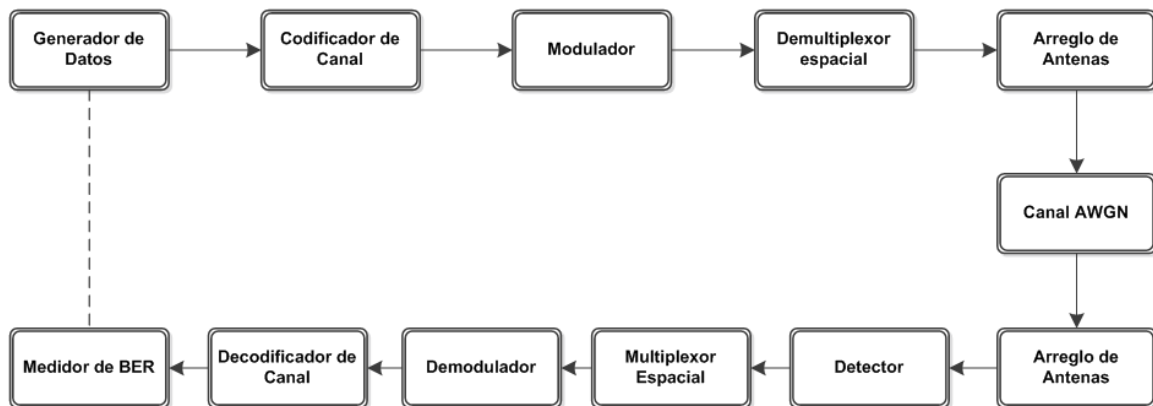 Generador de
Datos
Codificador de
Canal
Modulador
Demultiplexor
espacial
Arreglo de
Antenas
Canal AWGN
Medidor de BER
Decodificador de
Canal
Demodulador
Multiplexor
Espacial
Detector
Arreglo de
Antenas